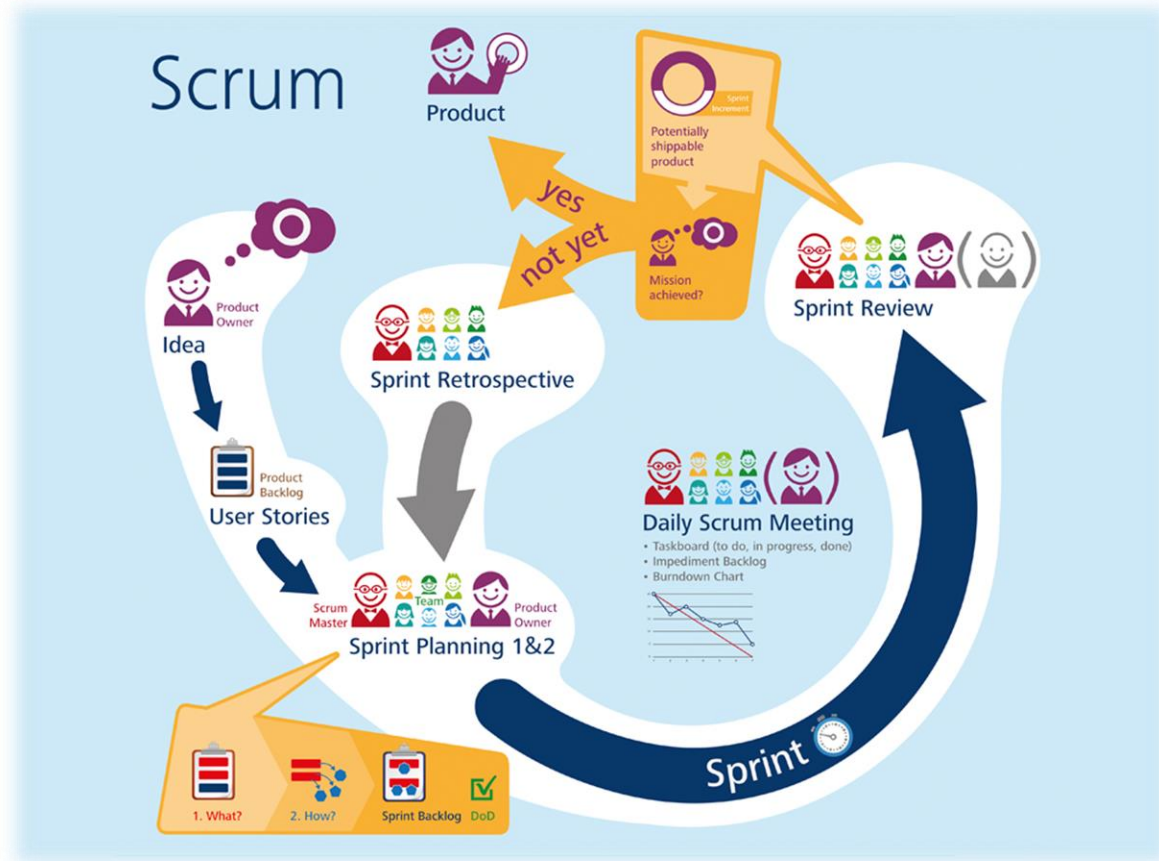 Scrum
Product
Sprint
Increment
Potentially
shippable
product
yes
not yet
Mission
achieved?
Product
Owner
Idea
Sprint Retrospective
Sprint Review
Product
Backlog
User Stories
Daily Scrum Meeting
• Taskboard (to do, in progress, done)
• Impediment Backlog
• Burndown Chart
Scrum
Master
Team
Product
Owner
Sprint Planning 1&2
Sprint
1. What?
2. How?
Sprint Backlog
DoD